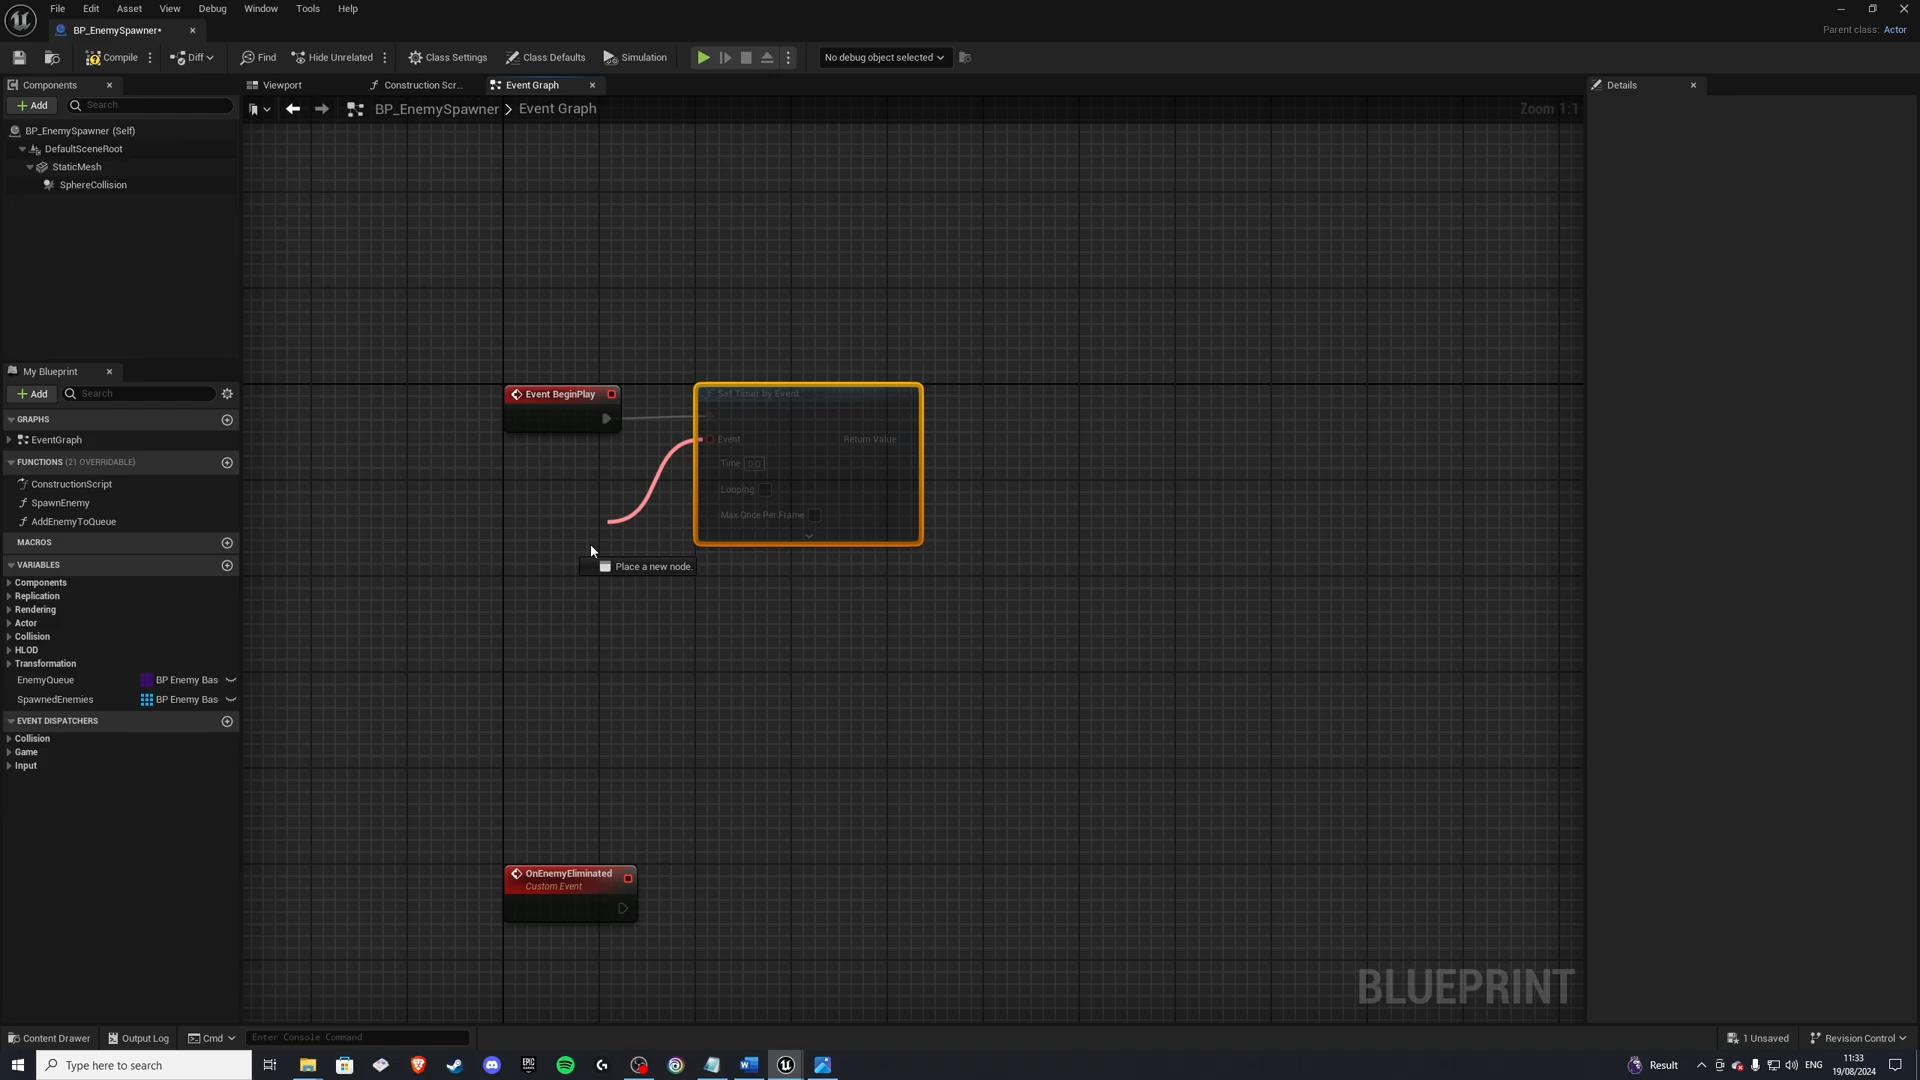 File Edit Asset View Debug Window Tools Help
BP_EnemySpawner*
Parent class: Actor
Compile Diff Find Hide Unrelated Class Settings Class Defaults Simulation No debug object selected
Components
Add Search
BP_EnemySpawner (Self)
DefaultSceneRoot
StaticMesh
SphereCollision
Viewport Construction Scr... Event Graph
BP_EnemySpawner > Event Graph
Zoom 1:1
Details
Event BeginPlay
Set Timer by Event
Event Return Value
Time 0.0
Looping
Max Once Per Frame
Place a new node.
OnEnemyEliminated
Custom Event
BLUEPRINT
My Blueprint
Add Search
GRAPHS
EventGraph
FUNCTIONS (21 OVERRIDABLE)
ConstructionScript
SpawnEnemy
AddEnemyToQueue
MACROS
VARIABLES
Components
Replication
Rendering
Actor
Collision
HLOD
Transformation
EnemyQueue BP Enemy Bas
SpawnedEnemies BP Enemy Bas
EVENT DISPATCHERS
Collision
Game
Input
Content Drawer Output Log Cmd Enter Console Command 1 Unsaved Revision Control
Type here to search Result ENG 11:33
19/08/2024